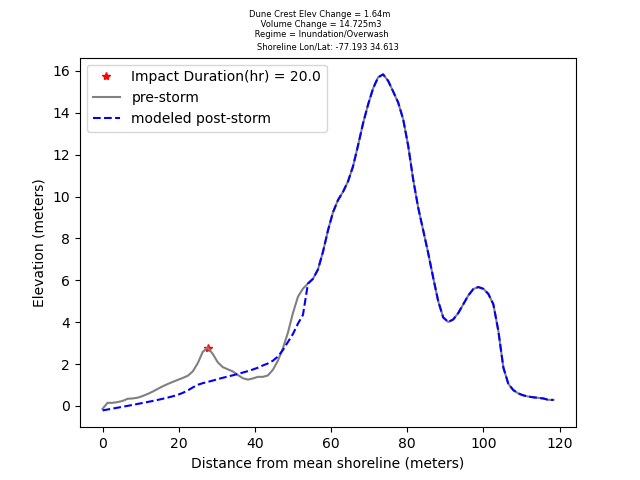 Dune Crest Elev Change = 1.64m
Volume Change = 14.725m3
Regime = Inundation/Overwash
Shoreline Lon/Lat: -77.193 34.613
Impact Duration(hr) = 20.0
pre-storm
modeled post-storm
Elevation (meters)
16
14
12
10
8
6
4
2
0
0 20 40 60 80 100 120
Distance from mean shoreline (meters)